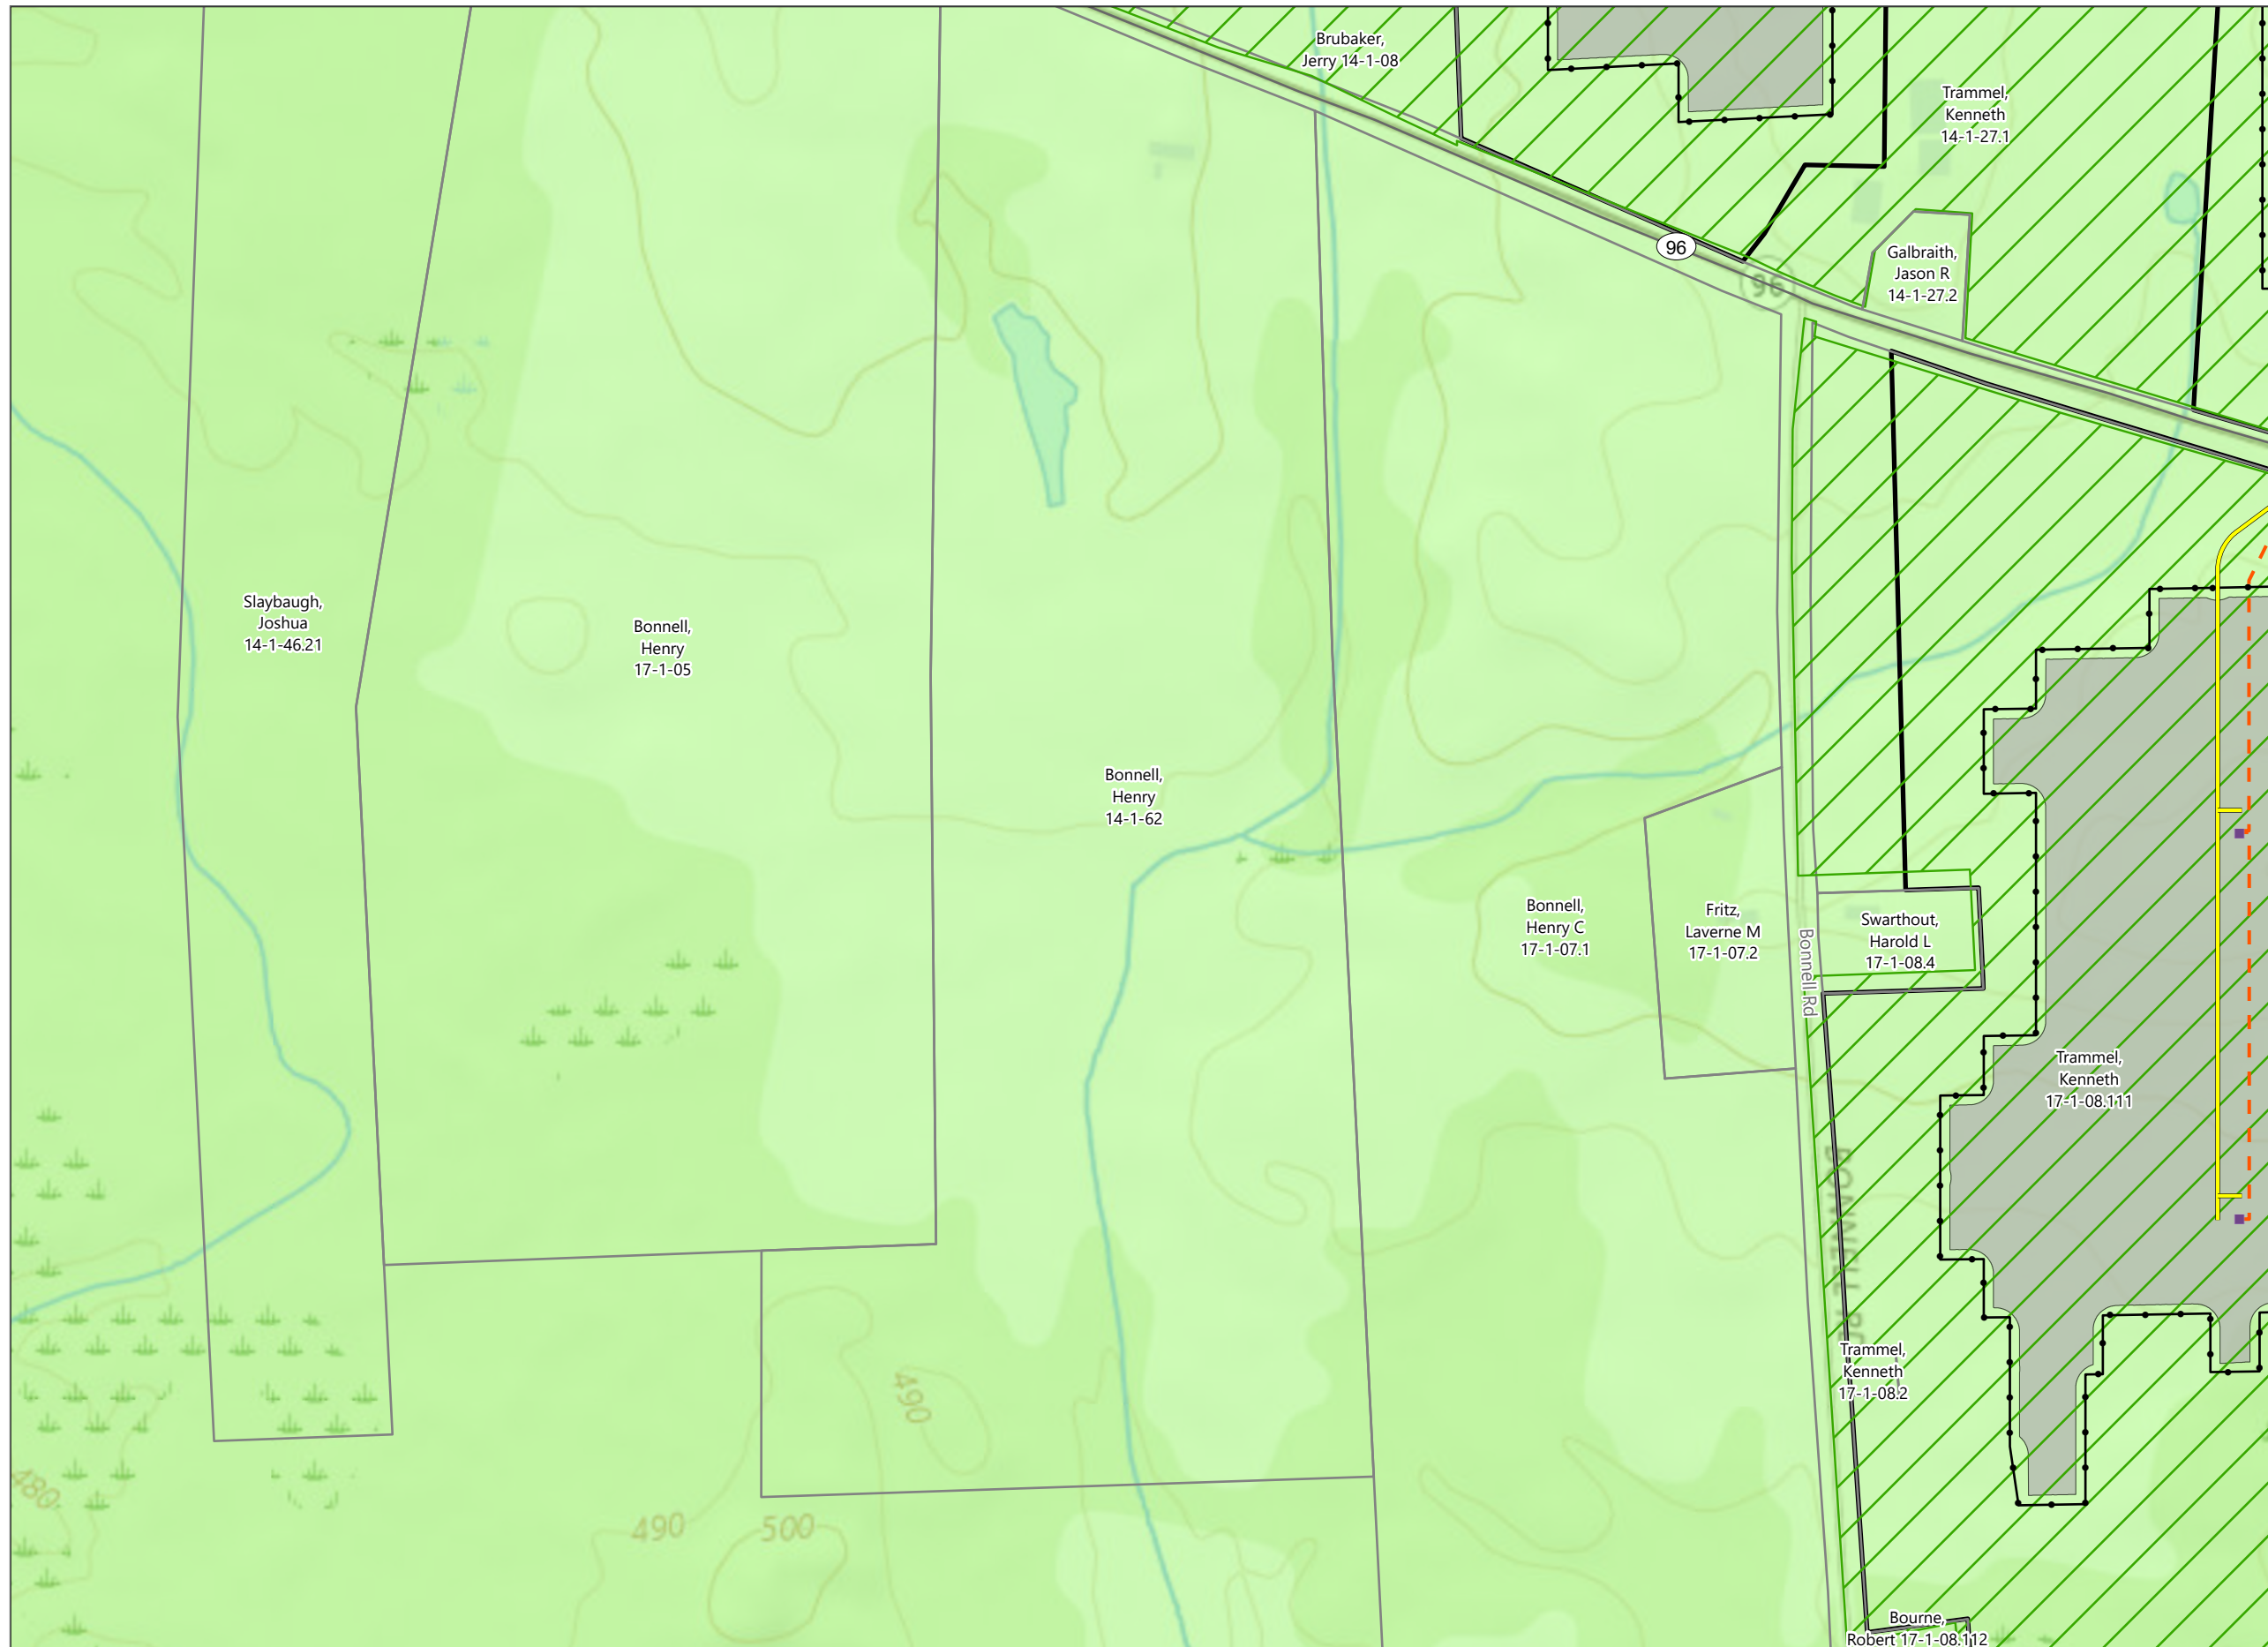 Brubaker,
Jerry 14-1-08
Trammel,
Kenneth
14-1-27.1
96
96
Galbraith,
Jason R
14-1-27.2
Slaybaugh,
Joshua
14-1-46.21
Bonnell,
Henry
17-1-05
Bonnell,
Henry
14-1-62
Bonnell,
Henry C
17-1-07.1
Fritz,
Laverne M
17-1-07.2
Swarthout,
Harold L
17-1-08.4
Bonnell Rd
Trammel,
Kenneth
17-1-08.111
BONNELL RD
Trammel,
Kenneth
17-1-08.2
490
480
490
500
Bourne,
Robert 17-1-08.112